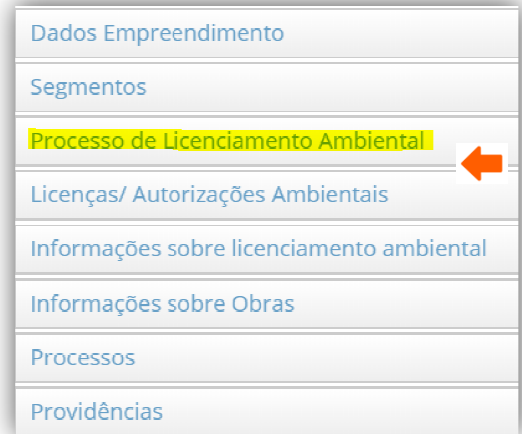 Dados Empreendimento
Segmentos
Processo de Licenciamento Ambiental
Licenças/ Autorizações Ambientais
Informações sobre licenciamento ambiental
Informações sobre Obras
Processos
Providências